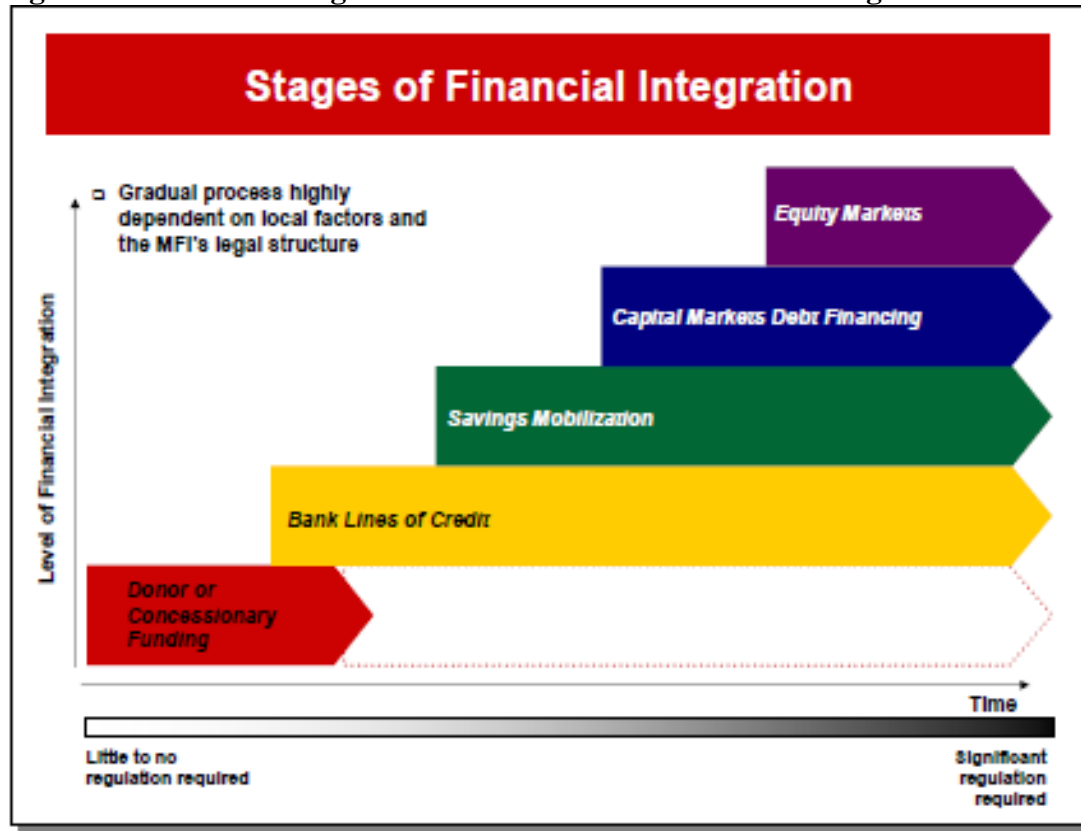 Stages of Financial Integration
Gradual process highly
dependent on local factors and
the MFI's legal structure
Equity Markets
Capital Markets Debt Financing
Savings Mobilization
Bank Lines of Credit
Donor or
Concessionary
Funding
Level of Financial Integration
Time
Little to no
regulation required
Significant
regulation
required